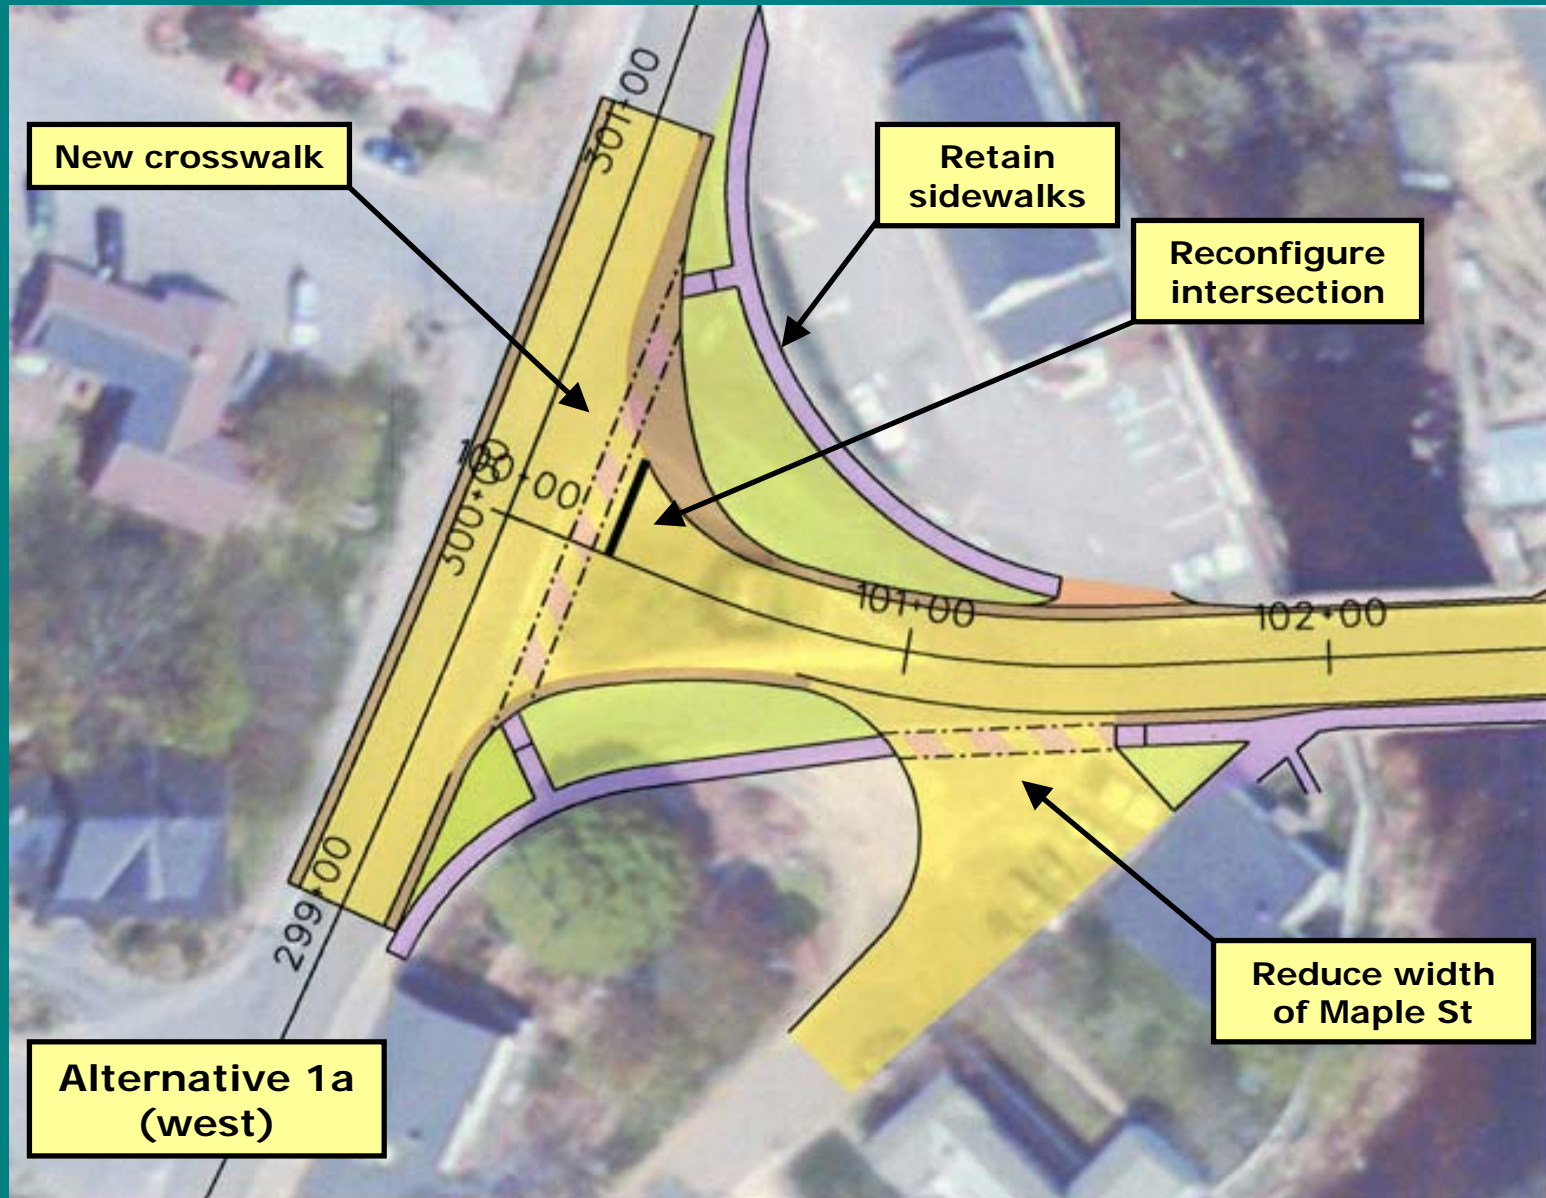 301+00
New crosswalk
Retain
sidewalks
Reconfigure
intersection
300+00
101+00
102+00
299+00
Reduce width
of Maple St
Alternative 1a
(west)